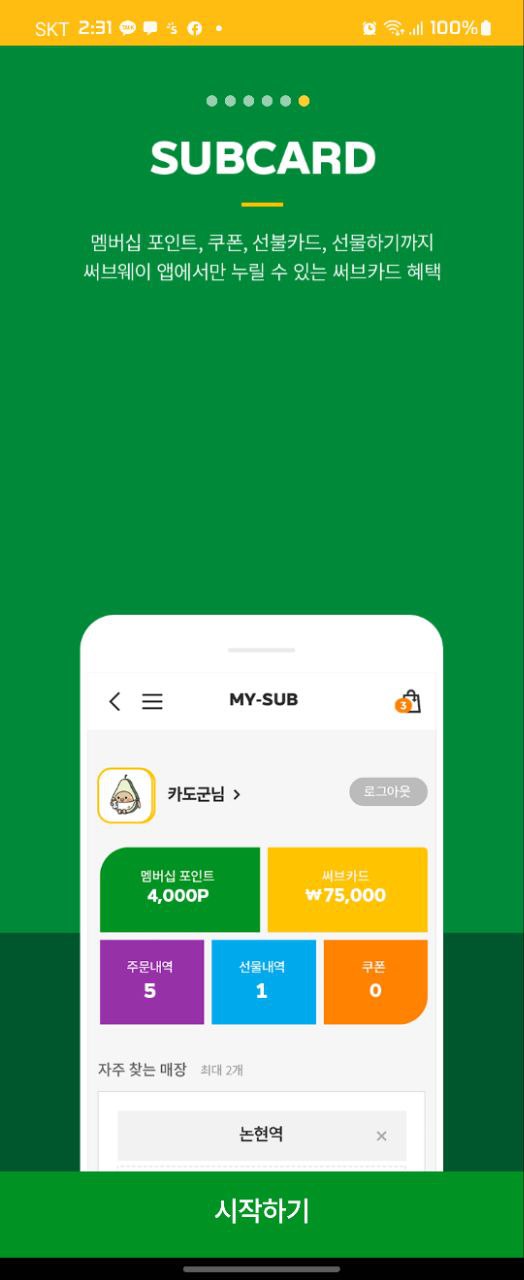 SKT 2:31 100%
SUBCARD
멤버십 포인트, 쿠폰, 선불카드, 선물하기까지
써브웨이 앱에서만 누릴 수 있는 써브카드 혜택
MY-SUB
3
카도군님
로그아웃
멤버십 포인트
4,000P
써브카드
₩75,000
주문내역
5
선물내역
1
쿠폰
0
자주 찾는 매장 최대 2개
논현역
시작하기